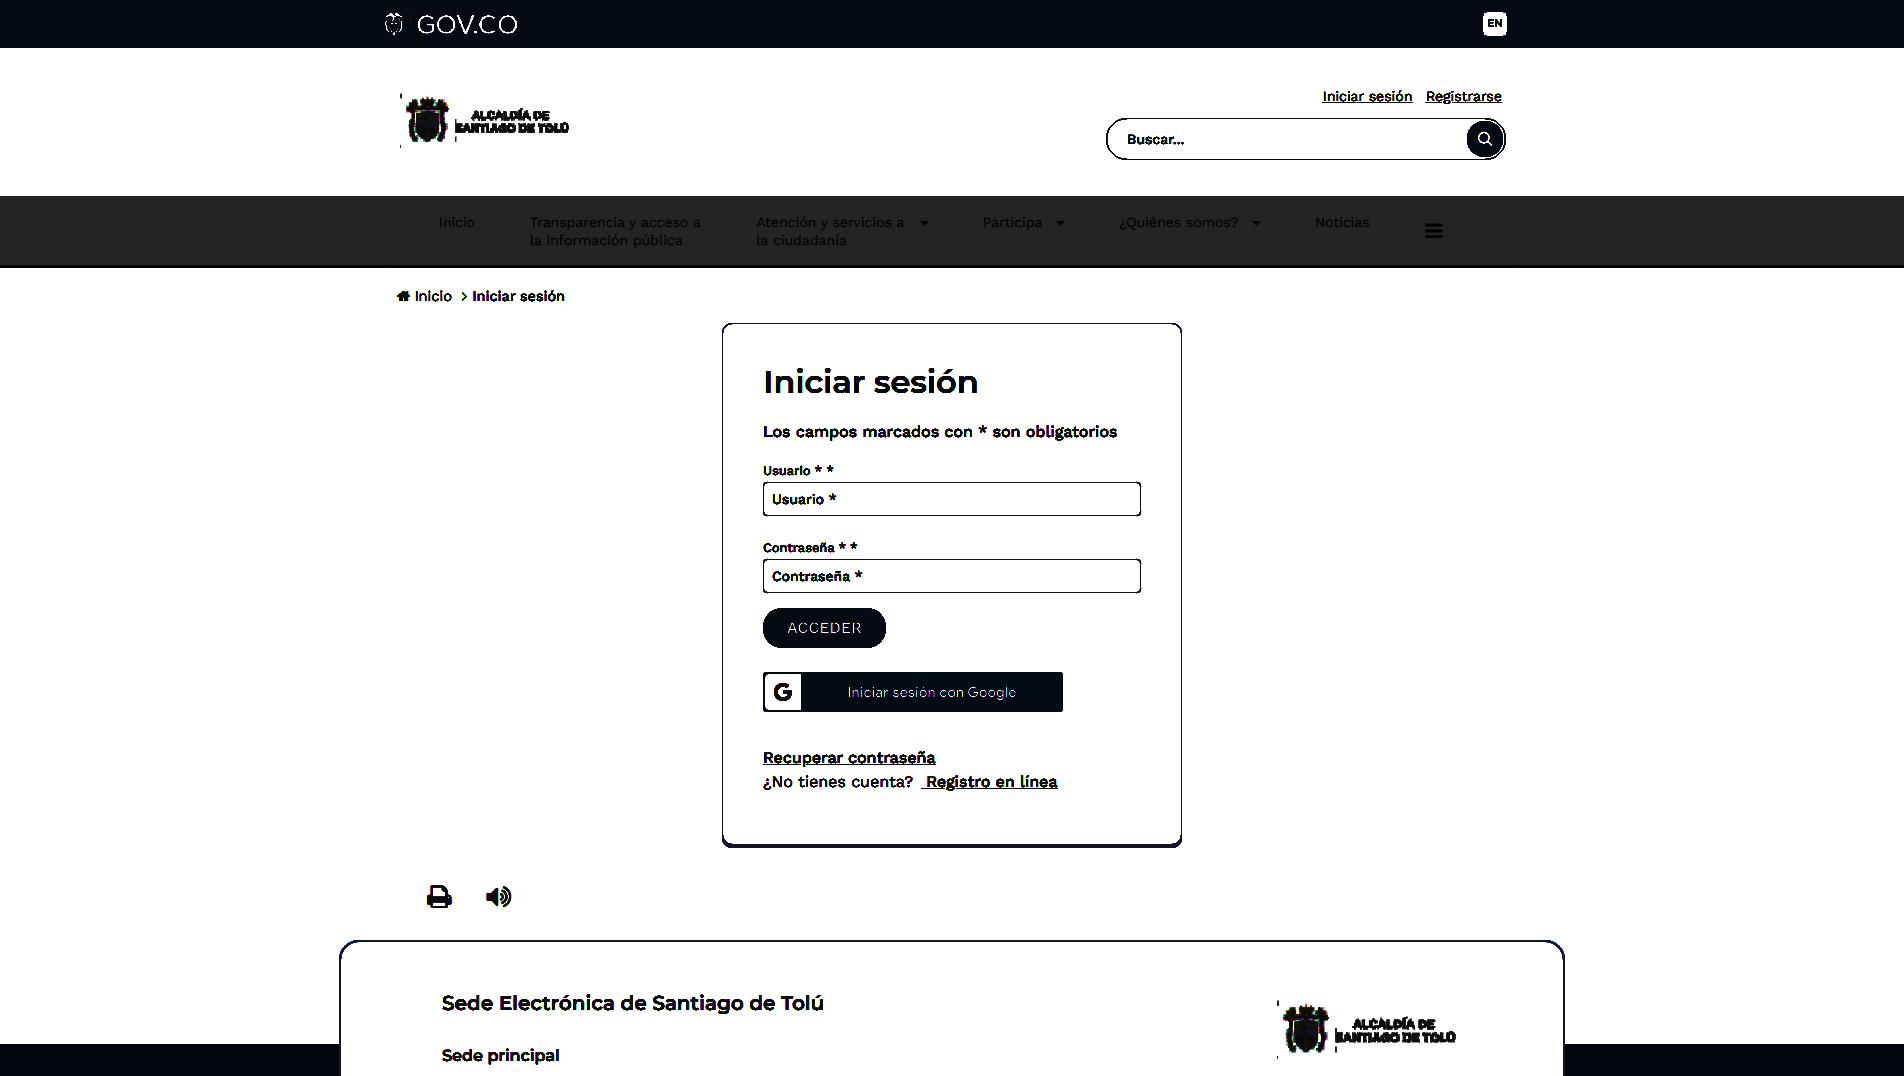 GOV.CO
EN
ALCALDÍA DE
SANTIAGO DE TOLÚ
Iniciar sesión Registrarse
Buscar...
Inicio
Transparencia y acceso a
la información pública
Atención y servicios a
la ciudadanía
Participa
¿Quiénes somos?
Noticias
Inicio > Iniciar sesión
Iniciar sesión
Los campos marcados con * son obligatorios
Usuario * *
Usuario *
Contraseña * *
Contraseña *
ACCEDER
G Iniciar sesión con Google
Recuperar contraseña
¿No tienes cuenta? Registro en línea
Sede Electrónica de Santiago de Tolú
ALCALDÍA DE
SANTIAGO DE TOLÚ
Sede principal